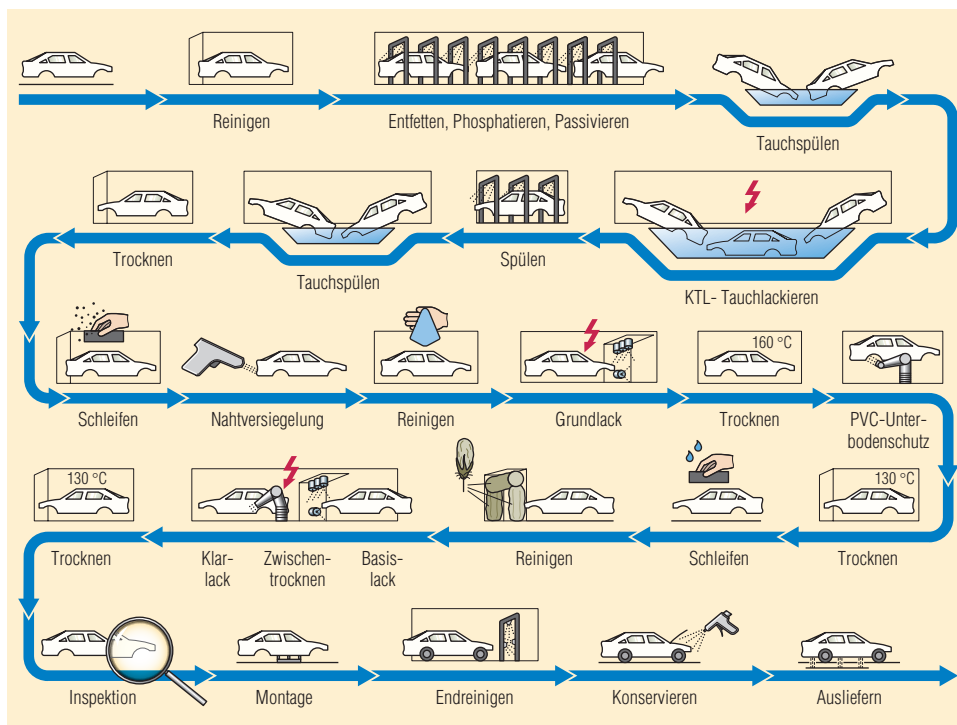 Reinigen
Entfetten, Phosphatieren, Passivieren
Tauchspülen
KTL- Tauchlackieren
Spülen
Tauchspülen
Trocknen
Schleifen
Nahtversiegelung
Reinigen
Grundlack
160 °C
Trocknen
PVC-Unter-
bodenschutz
130 °C
Trocknen
Schleifen
Reinigen
Basis-
lack
Zwischen-
trocknen
Klar-
lack
130 °C
Trocknen
Inspektion
Montage
Endreinigen
Konservieren
Ausliefern